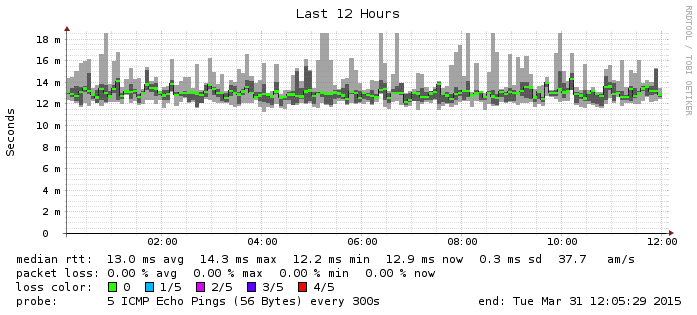 Last 12 Hours
RRDTOOL / TOBI OETIKER
Seconds
18 m
16 m
14 m
12 m
10 m
8 m
6 m
4 m
2 m
0
02:00 04:00 06:00 08:00 10:00 12:00
median rtt: 13.0 ms avg 14.3 ms max 12.2 ms min 12.9 ms now 0.3 ms sd 37.7 am/s
packet loss: 0.00 % avg 0.00 % max 0.00 % min 0.00 % now
loss color: 0 1/5 2/5 3/5 4/5
probe: 5 ICMP Echo Pings (56 Bytes) every 300s end: Tue Mar 31 12:05:29 2015